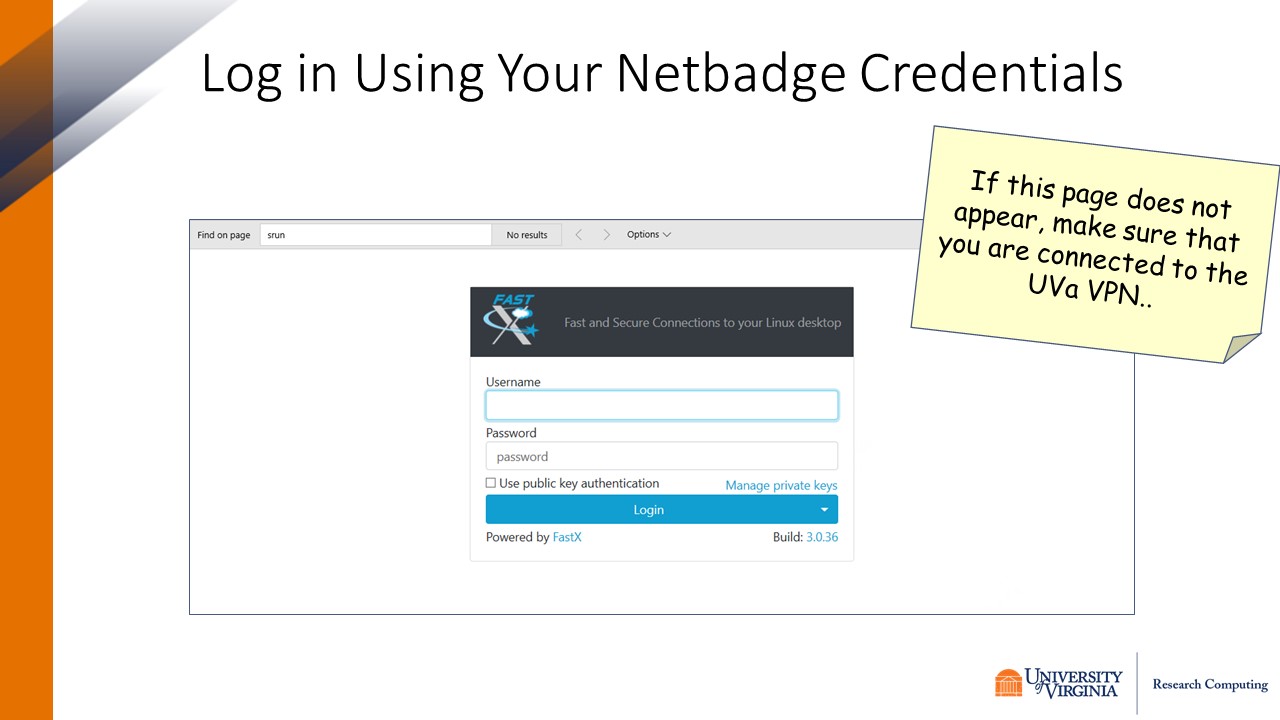 Log in Using Your Netbadge Credentials
If this page does not
appear, make sure that
you are connected to the
UVa VPN..
Find on page srun No results Options
FAST
X
Fast and Secure Connections to your Linux desktop
Username
Password
password
Use public key authentication Manage private keys
Login
Powered by FastX Build: 3.0.36
UNIVERSITY
of VIRGINIA
Research Computing